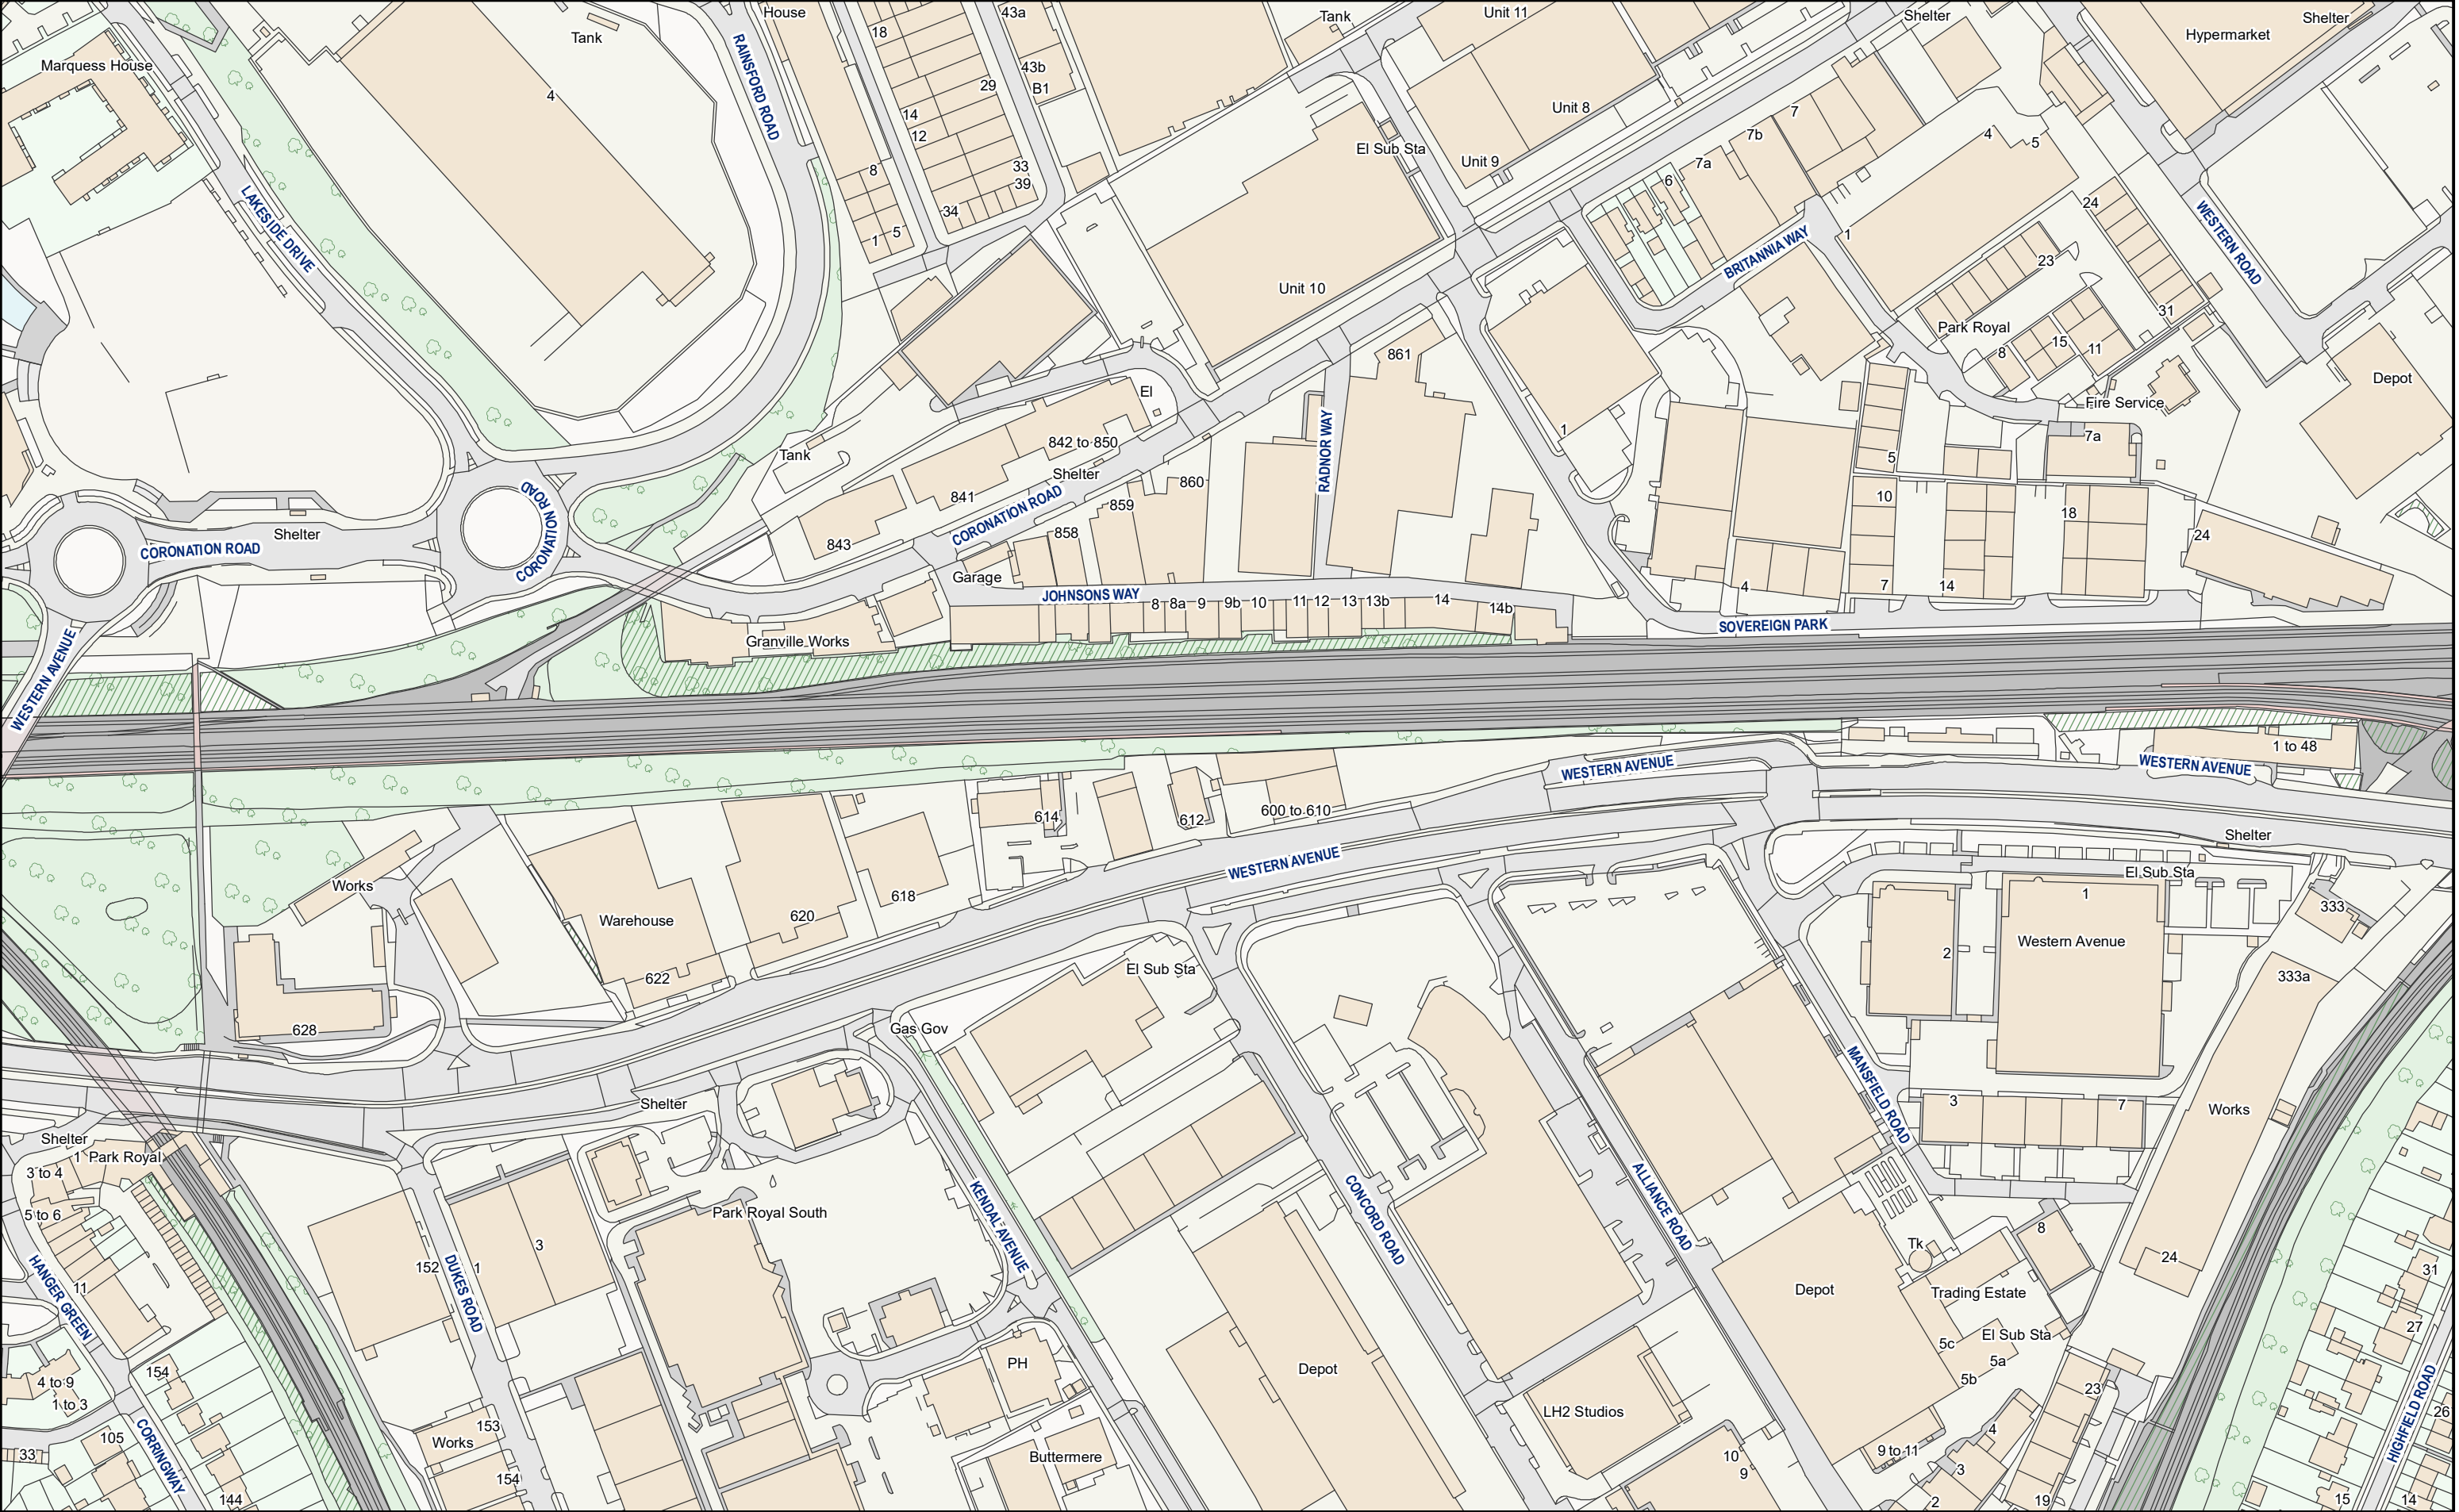 House
43a
Tank
Unit 11
Shelter
Shelter
18
Tank
Hypermarket
Marquess House
RAINSFORD ROAD
43b
29
B1
4
Unit 8
7
14
12
7b
4
5
El Sub Sta
Unit 9
7a
8
33
39
6
34
LAKESIDE DRIVE
24
WESTERN ROAD
1
5
1
BRITANNIA WAY
23
Unit 10
31
Park Royal
15
8
11
861
Depot
El
Fire Service
842 to 850
1
7a
RADNOR WAY
Tank
5
Shelter
860
841
10
859
18
CORONATION ROAD
CORONATION ROAD
Shelter
858
24
843
CORONATION ROAD
Garage
4
7
14
JOHNSONS WAY
8
8a
9
9b
10
11
12
13
13b
14
14b
SOVEREIGN PARK
Granville Works
WESTERN AVENUE
1 to 48
WESTERN AVENUE
WESTERN AVENUE
600 to 610
614
612
Shelter
WESTERN AVENUE
El Sub Sta
Works
1
618
333
620
Warehouse
Western Avenue
2
El Sub Sta
622
333a
Gas Gov
628
MANSFIELD ROAD
Shelter
3
7
Works
Shelter
1
Park Royal
3 to 4
5 to 6
Park Royal South
KENDAL AVENUE
CONCORD ROAD
ALLIANCE ROAD
8
3
Tk
24
152
1
DUKES ROAD
HANGER GREEN
11
31
Depot
Trading Estate
27
El Sub Sta
5c
5a
PH
Depot
5b
154
4 to 9
1 to 3
23
HIGHFIELD ROAD
LH2 Studios
26
153
4
105
Works
CORRINGWAY
33
Buttermere
10
9
9 to 11
3
154
144
2
19
15
14